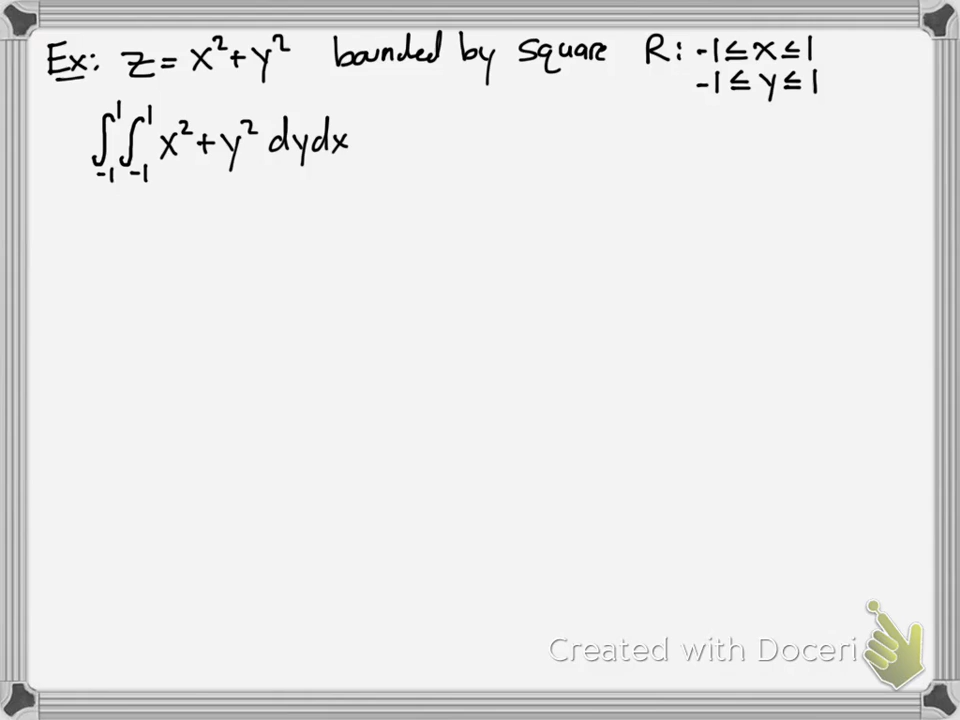 Ex: z = x² + y² bounded by square R: -1 ≤ x ≤ 1
-1 ≤ y ≤ 1
∫₋₁¹ ∫₋₁¹ x² + y² dy dx
Created with Doceri